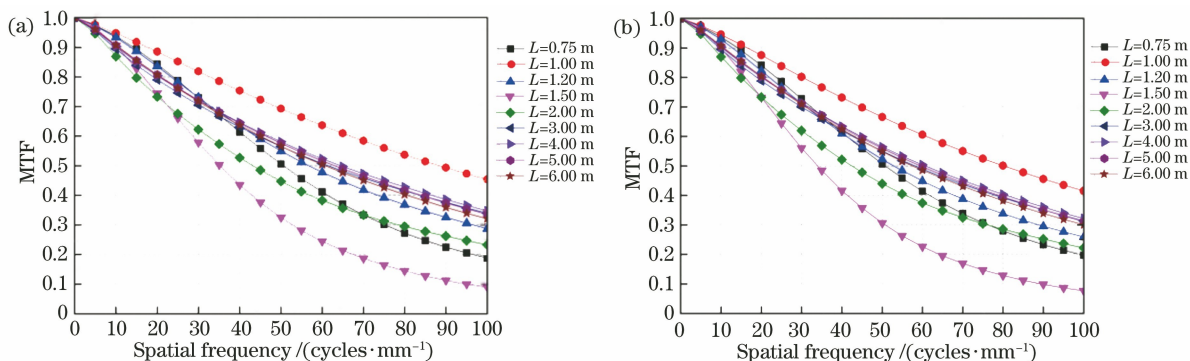 (a)
MTF
1.0
0.9
0.8
0.7
0.6
0.5
0.4
0.3
0.2
0.1
0
0 10 20 30 40 50 60 70 80 90 100
Spatial frequency /(cycles·mm⁻¹)
L=0.75 m
L=1.00 m
L=1.20 m
L=1.50 m
L=2.00 m
L=3.00 m
L=4.00 m
L=5.00 m
L=6.00 m
(b)
MTF
1.0
0.9
0.8
0.7
0.6
0.5
0.4
0.3
0.2
0.1
0
0 10 20 30 40 50 60 70 80 90 100
Spatial frequency /(cycles·mm⁻¹)
L=0.75 m
L=1.00 m
L=1.20 m
L=1.50 m
L=2.00 m
L=3.00 m
L=4.00 m
L=5.00 m
L=6.00 m